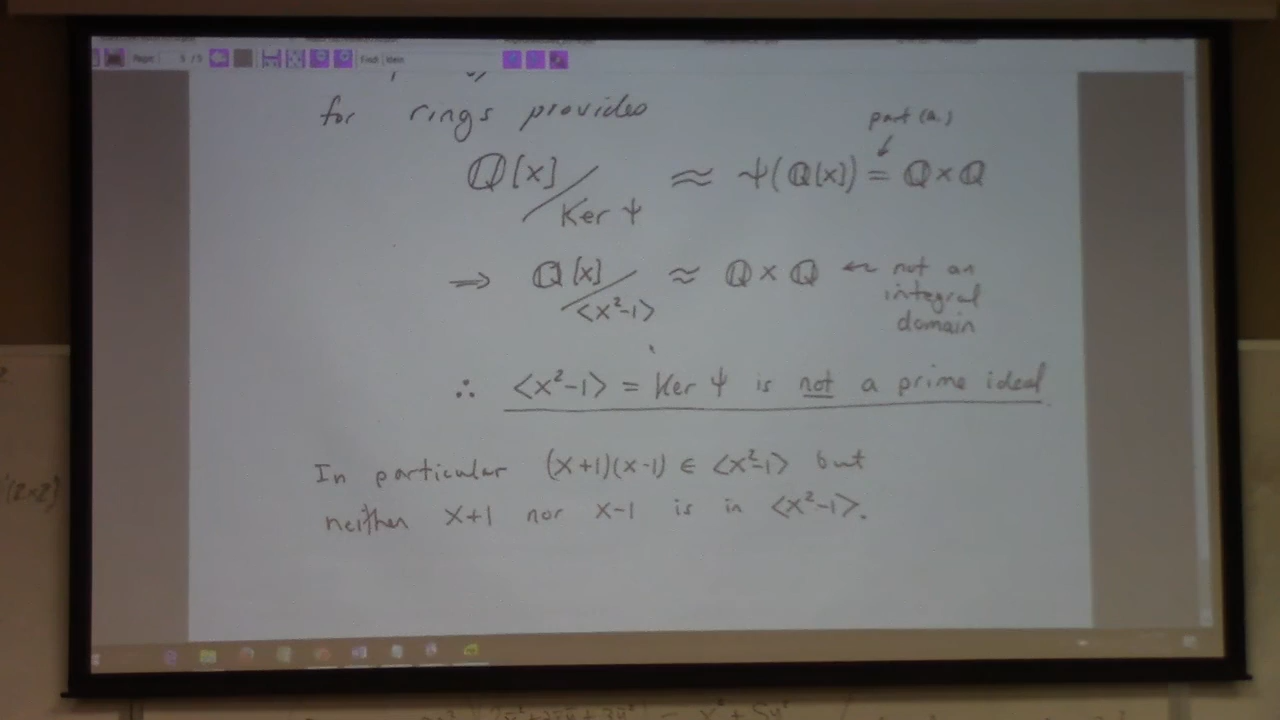 for rings provides
part (a.)
ℚ[x]/Ker ψ ≈ ψ(ℚ[x]) = ℚ × ℚ
⇒ ℚ[x]/<x²-1> ≈ ℚ × ℚ ← not an
integral
domain
∴ <x²-1> = Ker ψ is not a prime ideal
In particular (x+1)(x-1) ∈ <x²-1> but
neither x+1 nor x-1 is in <x²-1>.